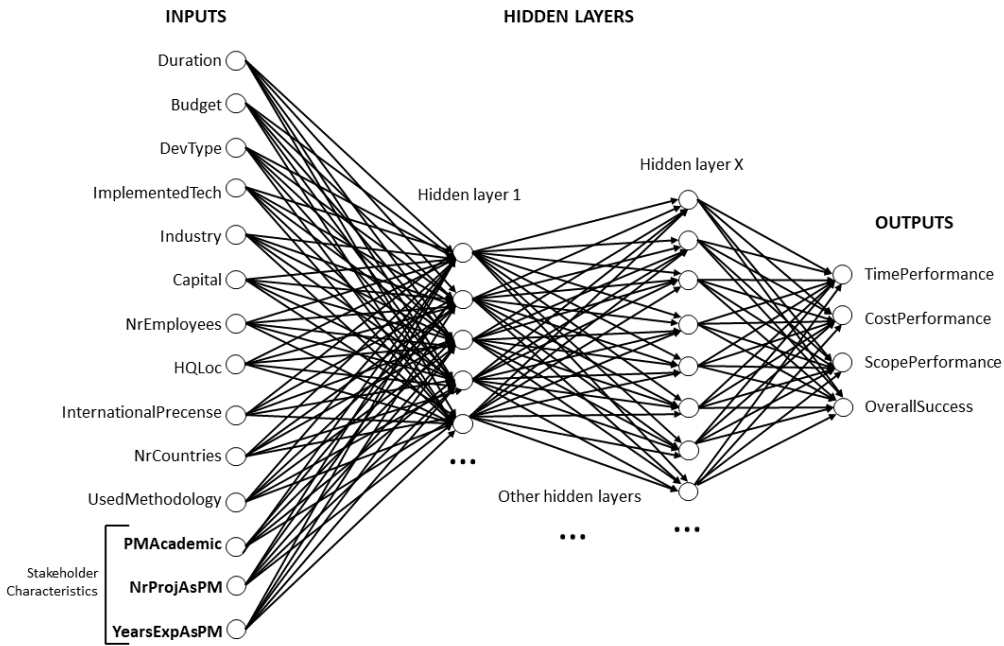 INPUTS
HIDDEN LAYERS
Duration
Budget
DevType
ImplementedTech
Industry
Capital
NrEmployees
HQLoc
InternationalPrecense
NrCountries
UsedMethodology
PMAcademic
NrProjAsPM
YearsExpAsPM
Stakeholder
Characteristics
Hidden layer 1
...
Hidden layer X
...
Other hidden layers
...
OUTPUTS
TimePerformance
CostPerformance
ScopePerformance
OverallSuccess